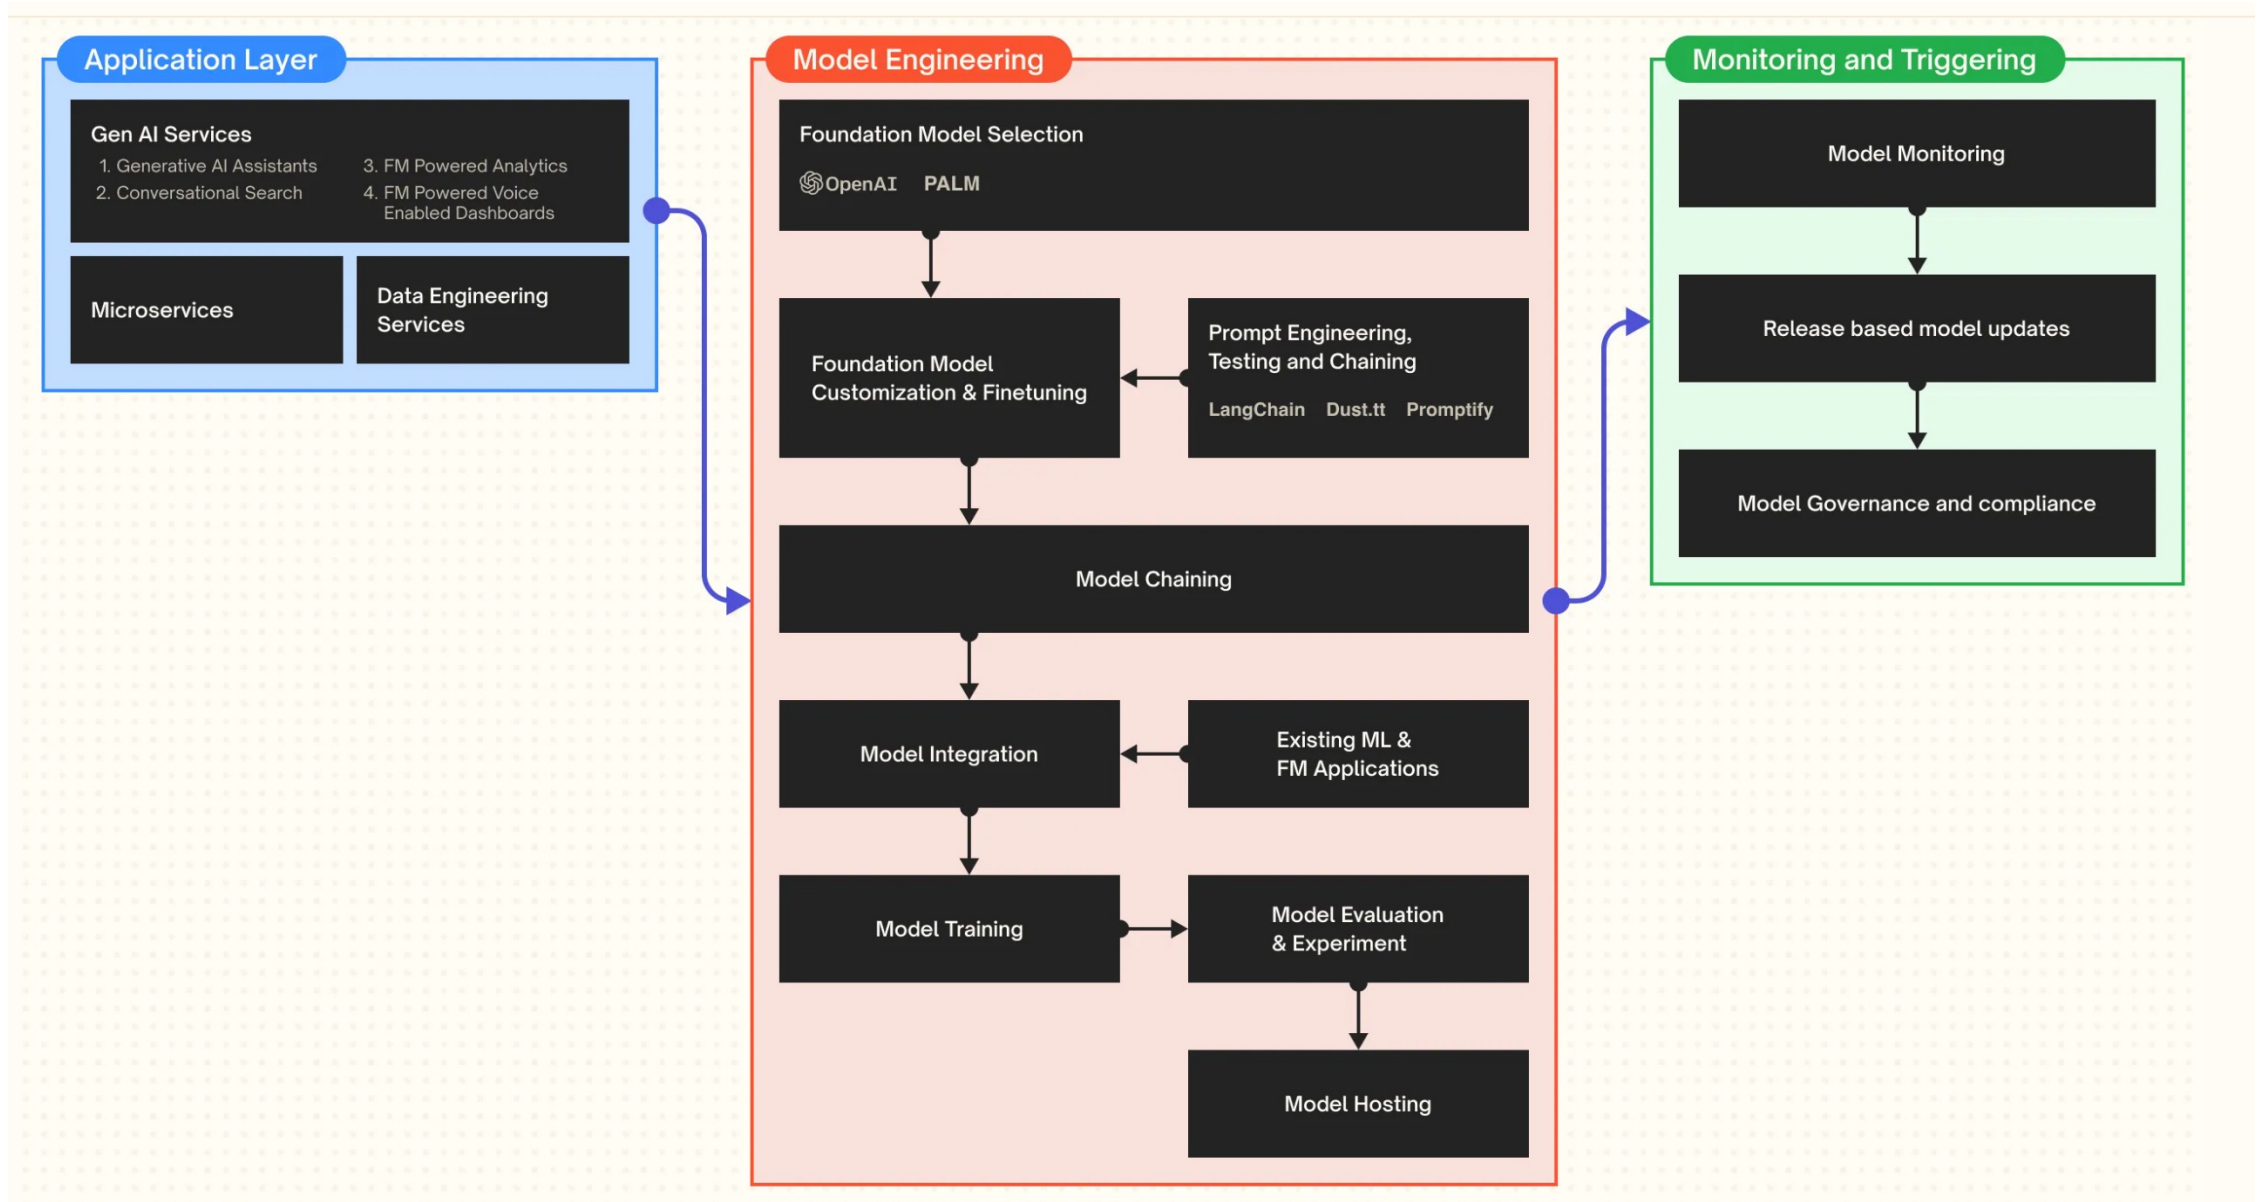 Application Layer
Gen AI Services
1. Generative AI Assistants
2. Conversational Search
3. FM Powered Analytics
4. FM Powered Voice
Enabled Dashboards
Microservices
Data Engineering
Services
Model Engineering
Foundation Model Selection
OpenAI PALM
Foundation Model
Customization & Finetuning
Prompt Engineering,
Testing and Chaining
LangChain Dust.tt Promptify
Model Chaining
Model Integration
Existing ML &
FM Applications
Model Training
Model Evaluation
& Experiment
Model Hosting
Monitoring and Triggering
Model Monitoring
Release based model updates
Model Governance and compliance